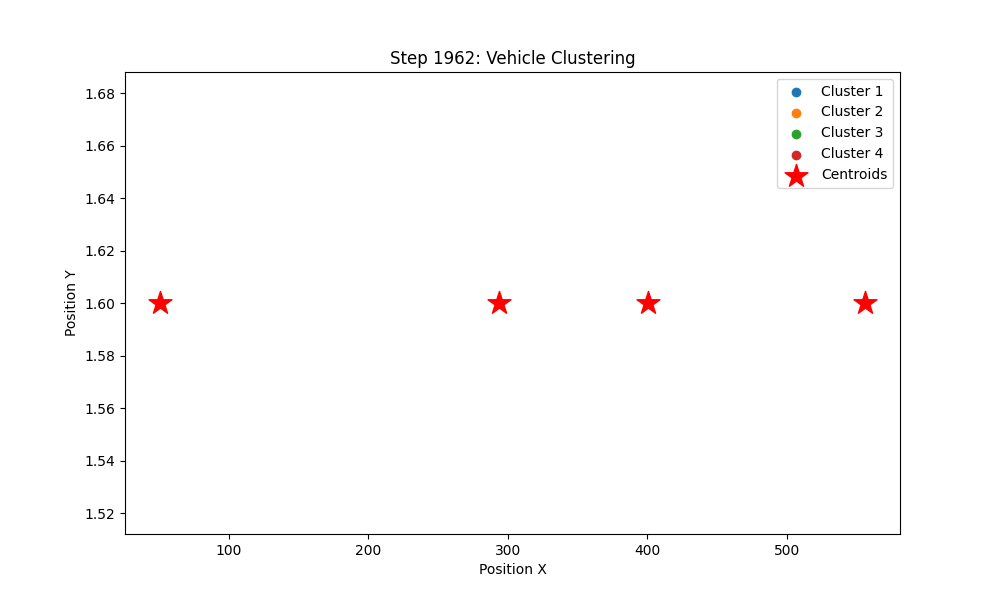 Step 1962: Vehicle Clustering
Cluster 1
Cluster 2
Cluster 3
Cluster 4
Centroids
Position Y
1.68
1.66
1.64
1.62
1.60
1.58
1.56
1.54
1.52
100 200 300 400 500
Position X